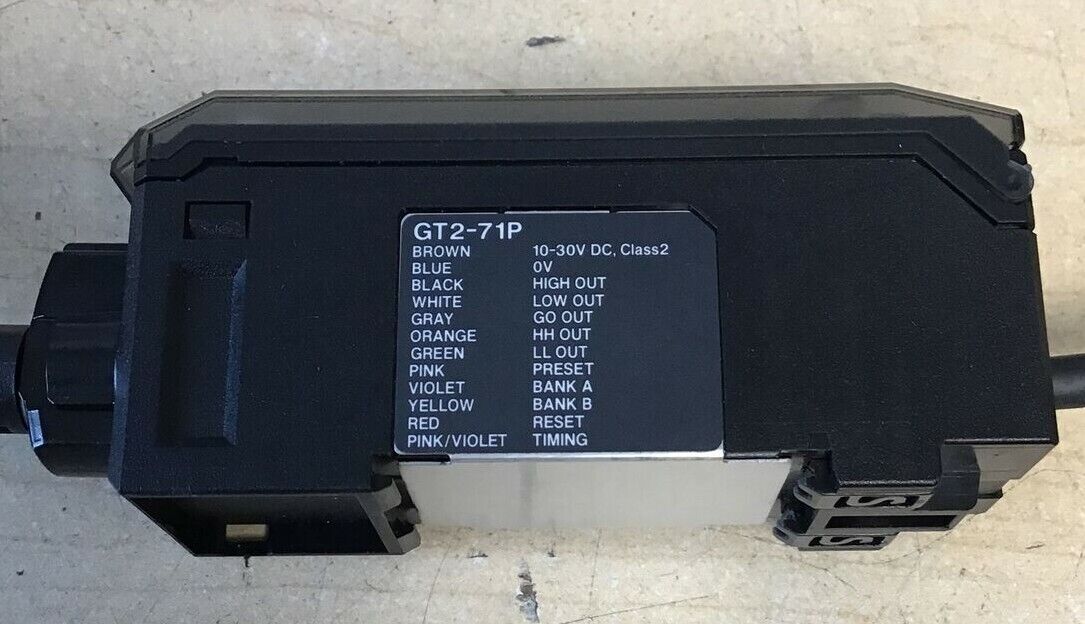 GT2-71P
BROWN 10-30V DC, Class2
BLUE 0V
BLACK HIGH OUT
WHITE LOW OUT
GRAY GO OUT
ORANGE HH OUT
GREEN LL OUT
PINK PRESET
VIOLET BANK A
YELLOW BANK B
RED RESET
PINK/VIOLET TIMING